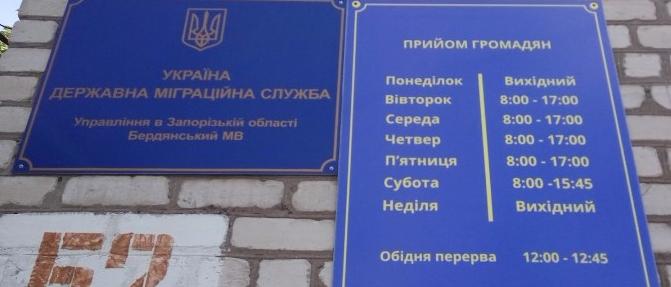 УКРАЇНА
ДЕРЖАВНА МІГРАЦІЙНА СЛУЖБА
Управління в Запорізькій області
Бердянський МВ
ПРИЙОМ ГРОМАДЯН
Понеділок Вихідний
Вівторок 8:00 - 17:00
Середа 8:00 - 17:00
Четвер 8:00 - 17:00
П'ятниця 8:00 - 17:00
Субота 8:00 -15:45
Неділя Вихідний
Обідня перерва 12:00 - 12:45